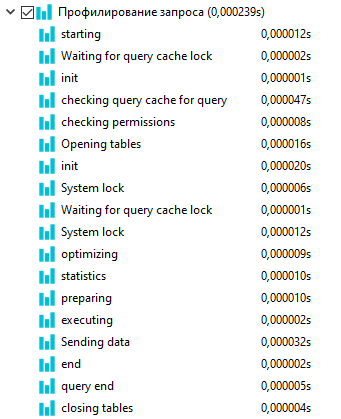 Профилирование запроса (0,000239s)
starting 0,000012s
Waiting for query cache lock 0,000002s
init 0,000001s
checking query cache for query 0,000047s
checking permissions 0,000008s
Opening tables 0,000016s
init 0,000020s
System lock 0,000006s
Waiting for query cache lock 0,000001s
System lock 0,000012s
optimizing 0,000009s
statistics 0,000010s
preparing 0,000010s
executing 0,000002s
Sending data 0,000032s
end 0,000002s
query end 0,000005s
closing tables 0,000004s